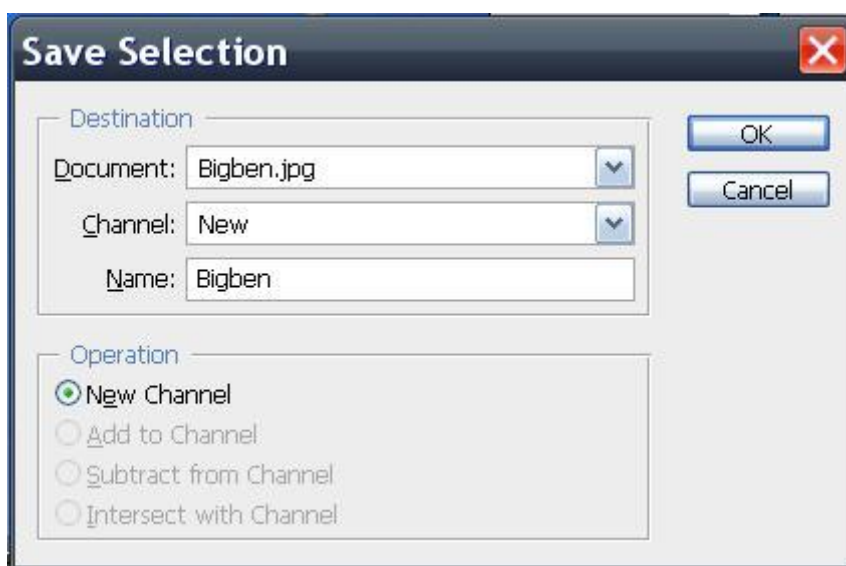 Save Selection
Destination
OK
Document: Bigben.jpg
Cancel
Channel: New
Name: Bigben
Operation
New Channel
Add to Channel
Subtract from Channel
Intersect with Channel